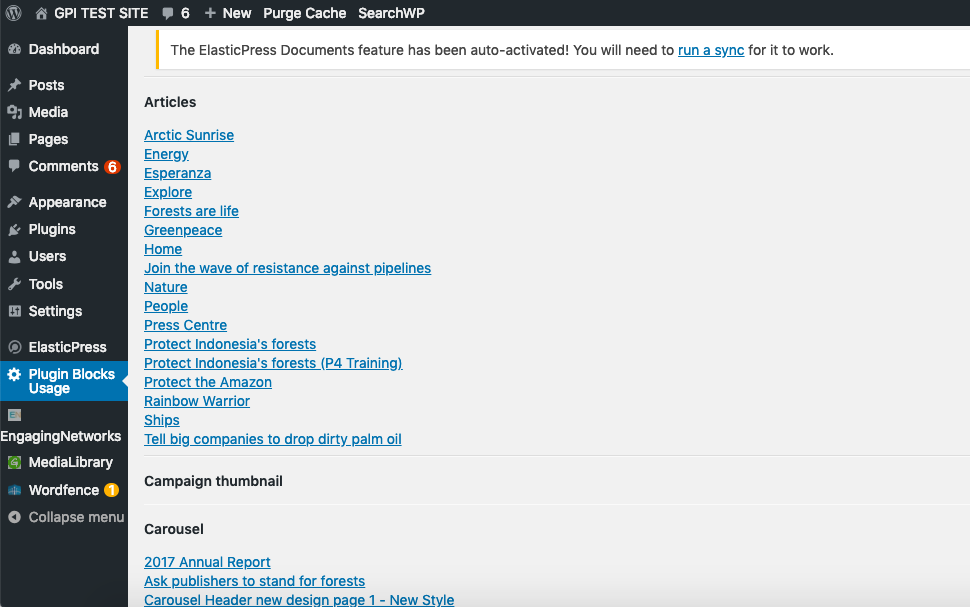 GPI TEST SITE 6 New Purge Cache SearchWP
Dashboard
Posts
Media
Pages
Comments 6
Appearance
Plugins
Users
Tools
Settings
ElasticPress
Plugin Blocks
Usage
EngagingNetworks
MediaLibrary
Wordfence 1
Collapse menu
The ElasticPress Documents feature has been auto-activated! You will need to run a sync for it to work.
Articles
Arctic Sunrise
Energy
Esperanza
Explore
Forests are life
Greenpeace
Home
Join the wave of resistance against pipelines
Nature
People
Press Centre
Protect Indonesia's forests
Protect Indonesia's forests (P4 Training)
Protect the Amazon
Rainbow Warrior
Ships
Tell big companies to drop dirty palm oil
Campaign thumbnail
Carousel
2017 Annual Report
Ask publishers to stand for forests
Carousel Header new design page 1 - New Style